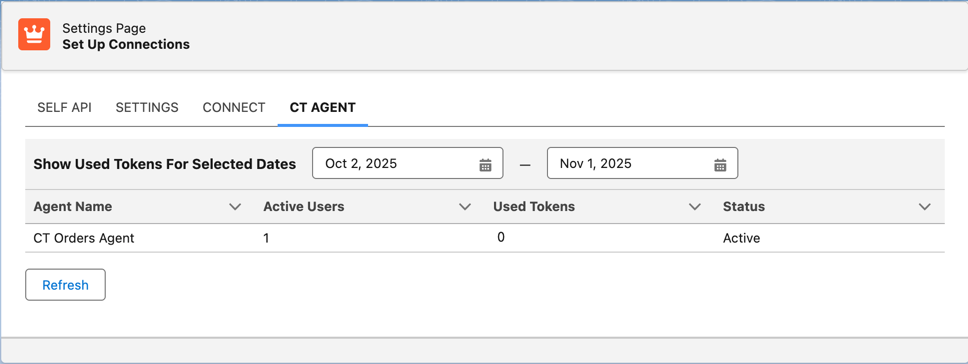 Settings Page
Set Up Connections
SELF API SETTINGS CONNECT CT AGENT
Show Used Tokens For Selected Dates Oct 2, 2025 — Nov 1, 2025
Agent Name Active Users Used Tokens Status
CT Orders Agent 1 0 Active
Refresh